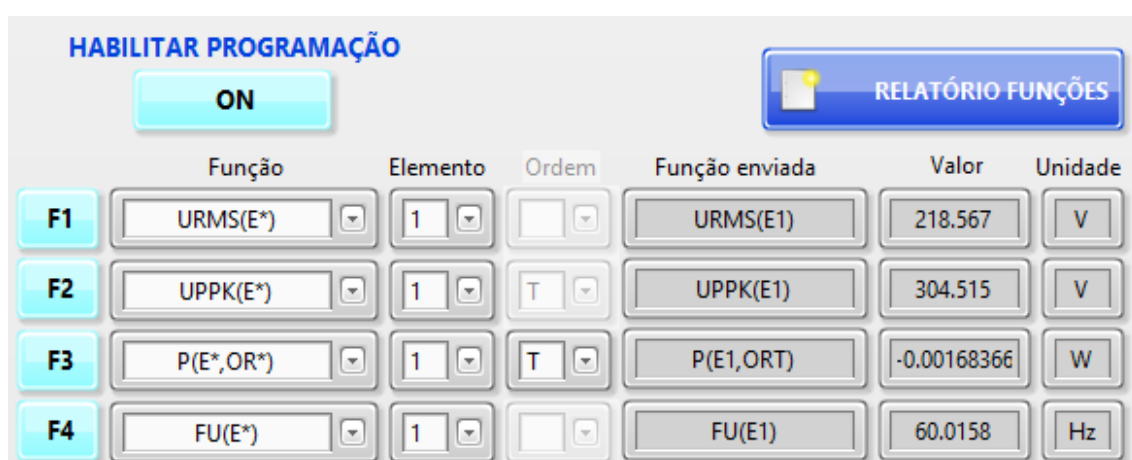 HABILITAR PROGRAMAÇÃO
ON
RELATÓRIO FUNÇÕES
Função Elemento Ordem Função enviada Valor Unidade
F1 URMS(E*) 1 URMS(E1) 218.567 V
F2 UPPK(E*) 1 T UPPK(E1) 304.515 V
F3 P(E*,OR*) 1 T P(E1,ORT) -0.00168366 W
F4 FU(E*) 1 FU(E1) 60.0158 Hz